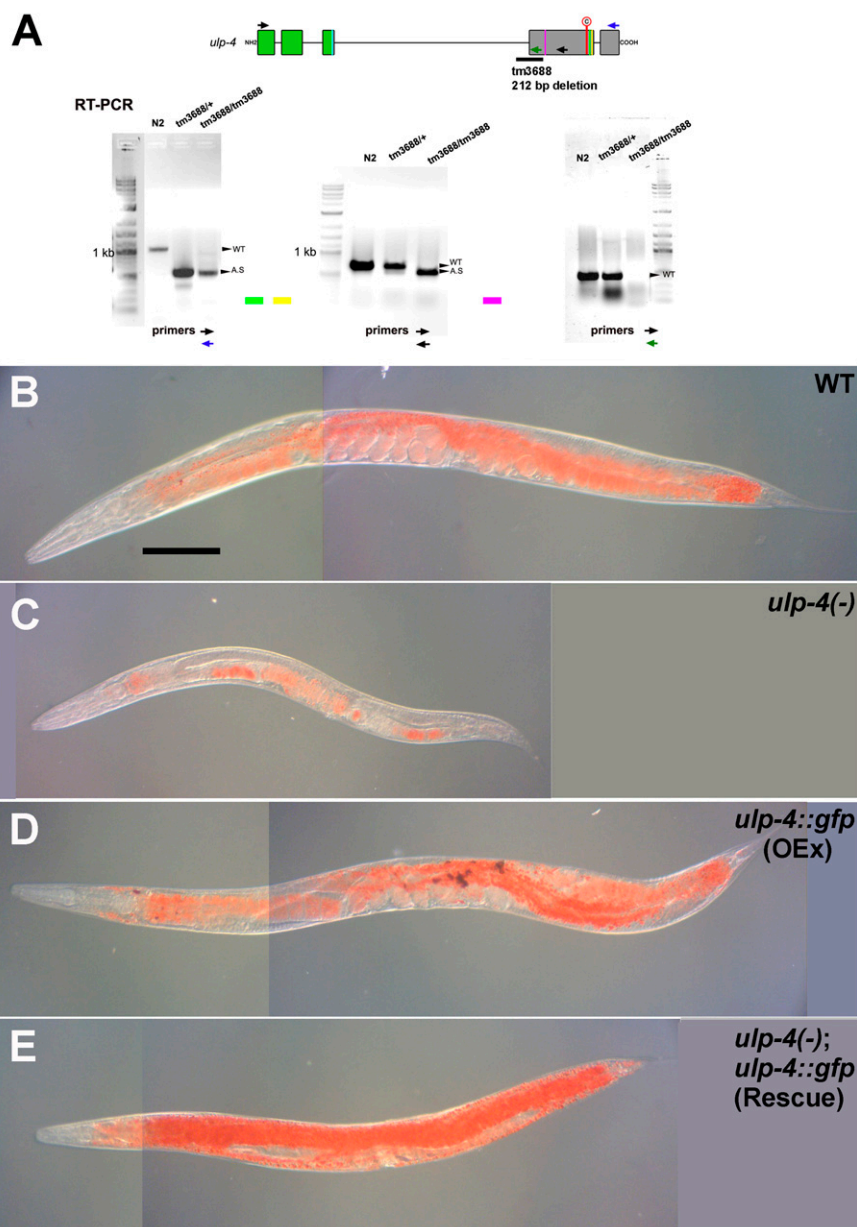 A
ulp-4
NH2
C
COOH
tm3688
212 bp deletion
RT-PCR
N2
tm3688/+
tm3688/tm3688
1 kb
WT
A.S
primers
N2
tm3688/+
tm3688/tm3688
1 kb
WT
A.S
primers
N2
tm3688/+
tm3688/tm3688
WT
primers
B
WT
C
ulp-4(-)
D
ulp-4::gfp
(OEx)
E
ulp-4(-);
ulp-4::gfp
(Rescue)